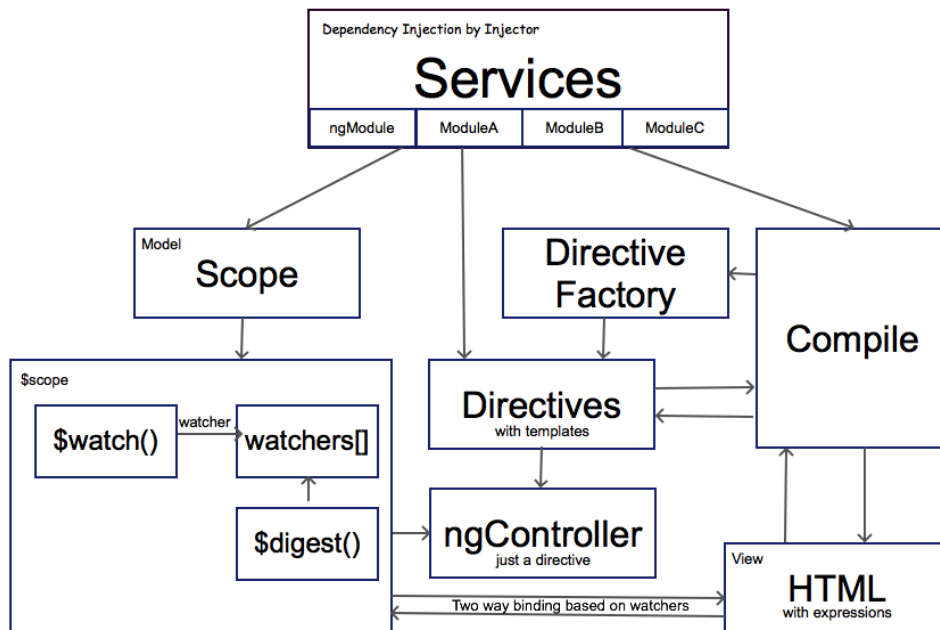 Dependency Injection by Injector
Services
ngModule
ModuleA
ModuleB
ModuleC
Model
Scope
Directive
Factory
Compile
$scope
$watch()
watcher
watchers[]
$digest()
Directives
with templates
ngController
just a directive
Two way binding based on watchers
View
HTML
with expressions